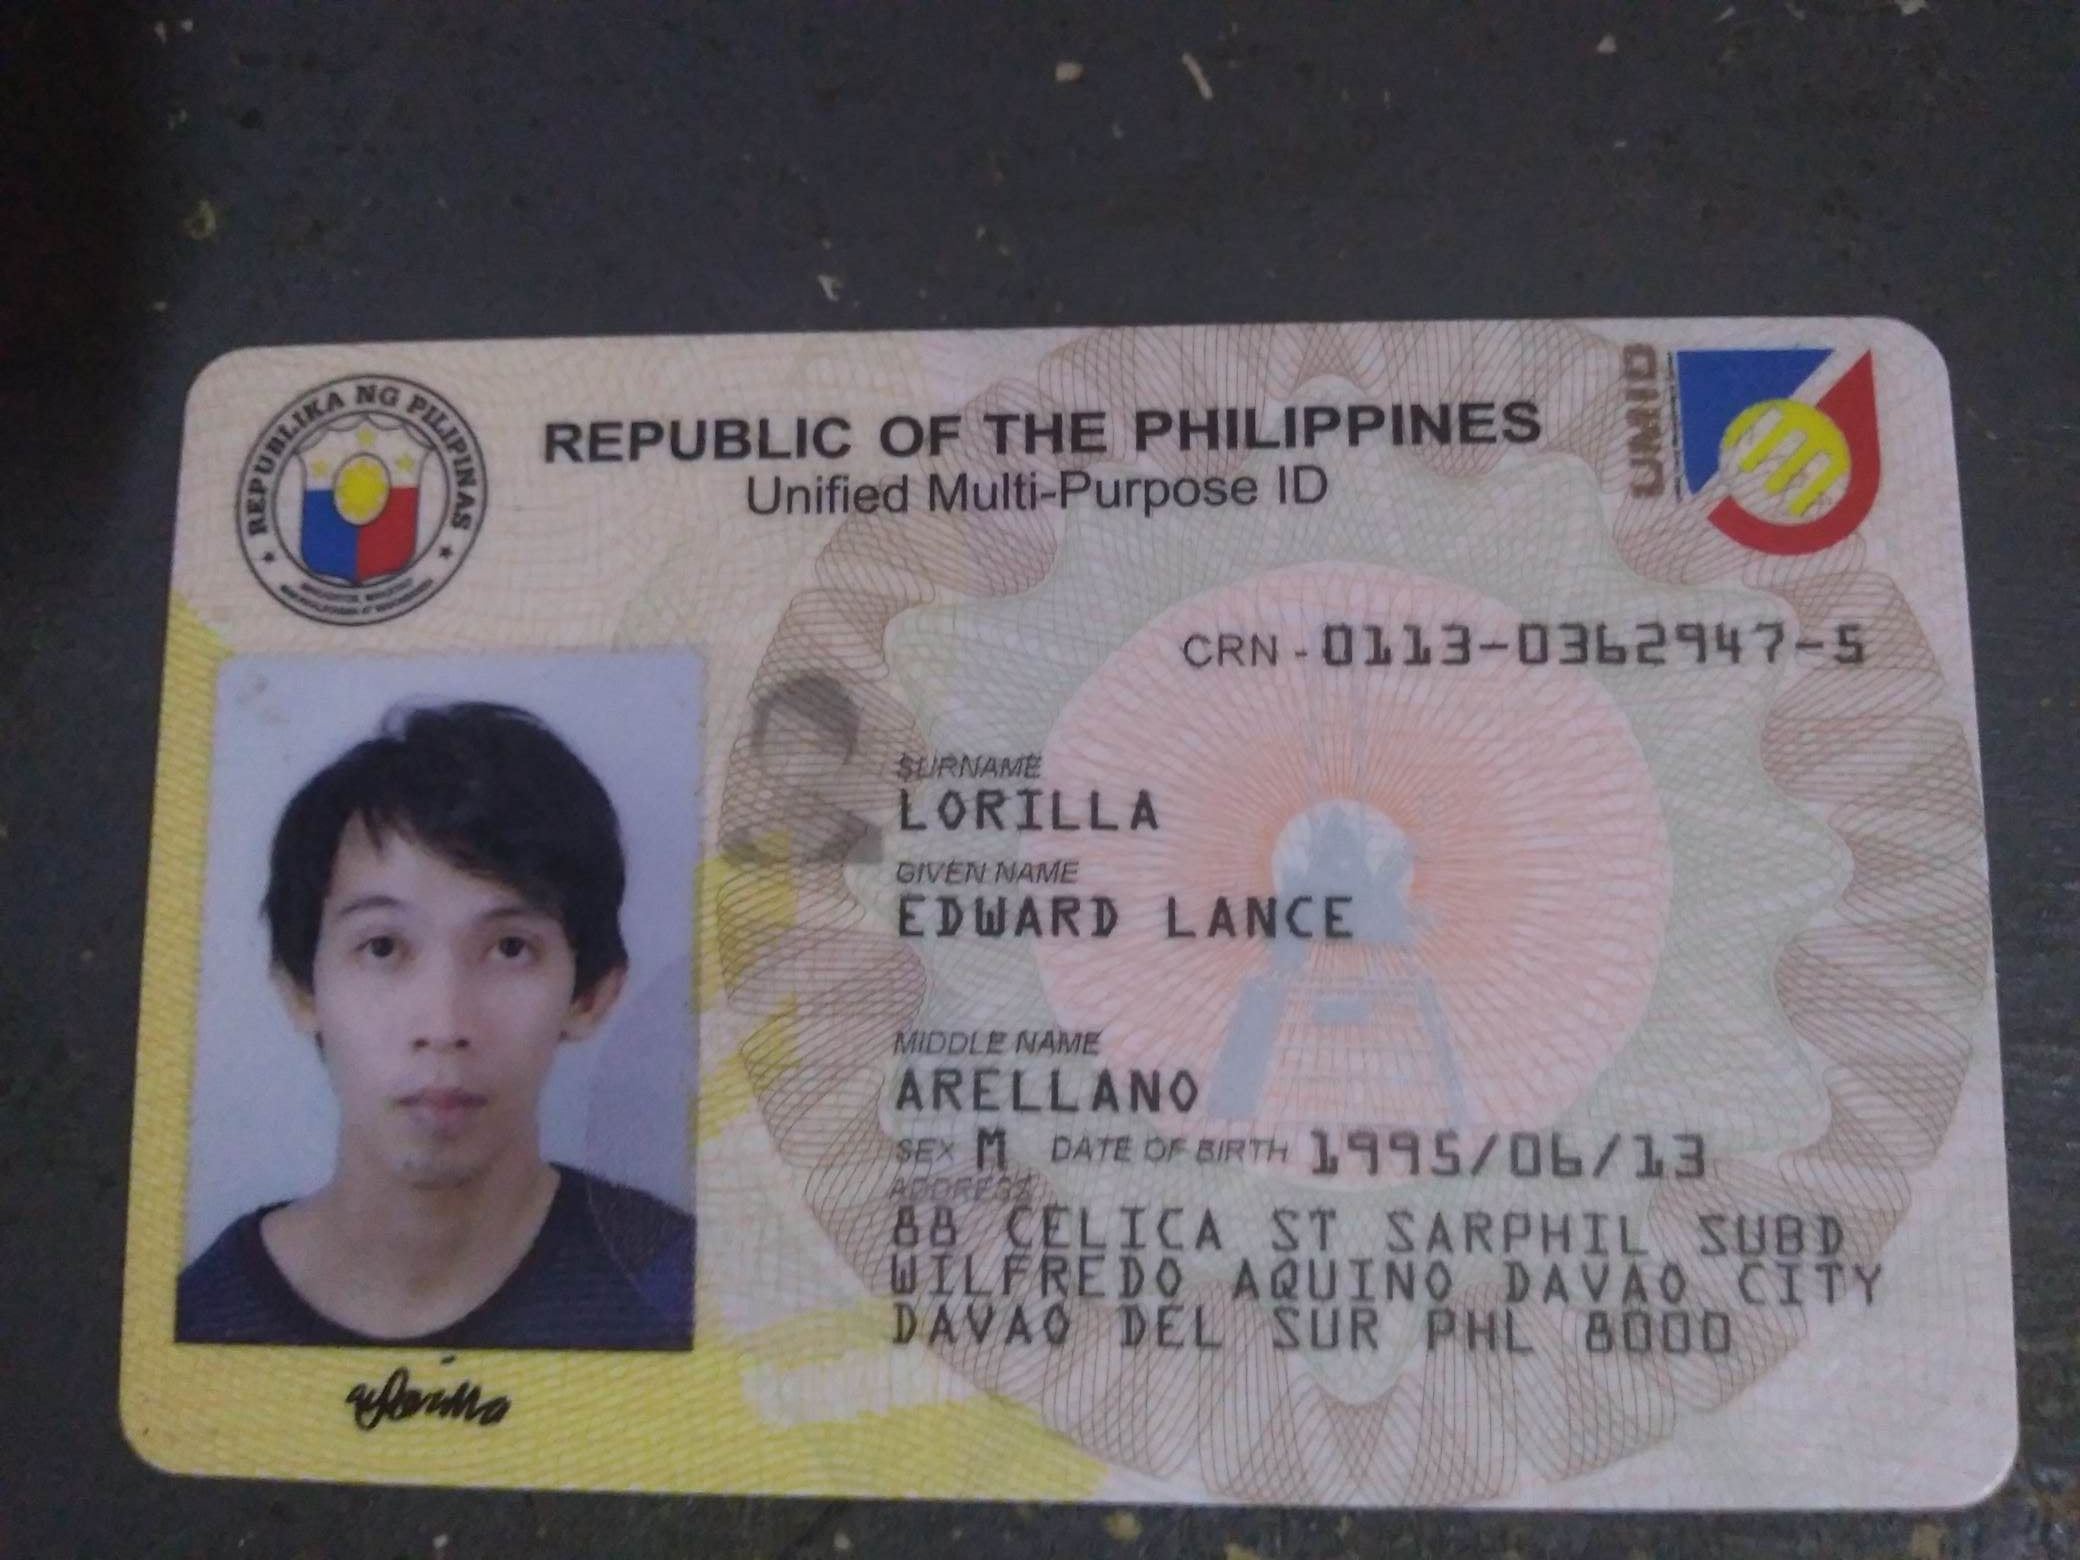 REPUBLIKA NG PILIPINAS
REPUBLIC OF THE PHILIPPINES
Unified Multi-Purpose ID
UMID
CRN - 0113-0362947-5
SURNAME
LORILLA
GIVEN NAME
EDWARD LANCE
MIDDLE NAME
ARELLANO
SEX M DATE OF BIRTH 1995/06/13
ADDRESS
88 CELICA ST SARPHIL SUBD
WILFREDO AQUINO DAVAO CITY
DAVAO DEL SUR PHL 8000